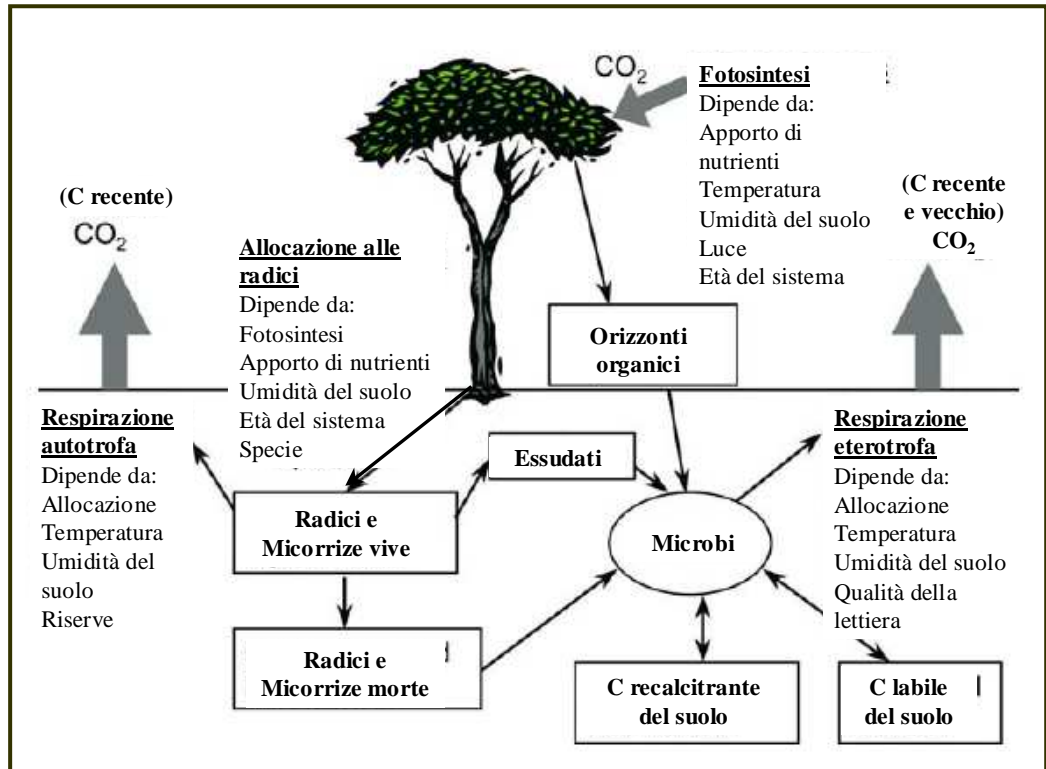 CO₂
Fotosintesi
Dipende da:
Apporto di
nutrienti
Temperatura
Umidità del suolo
Luce
Età del sistema
(C recente)
CO₂
(C recente
e vecchio)
CO₂
Allocazione alle
radici
Dipende da:
Fotosintesi
Apporto di nutrienti
Umidità del suolo
Età del sistema
Specie
Orizzonti
organici
Respirazione
autotrofa
Dipende da:
Allocazione
Temperatura
Umidità del
suolo
Riserve
Essudati
Respirazione
eterotrofa
Dipende da:
Allocazione
Temperatura
Umidità del suolo
Qualità della
lettiera
Radici e
Micorrize vive
Microbi
Radici e
Micorrize morte
C recalcitrante
del suolo
C labile
del suolo